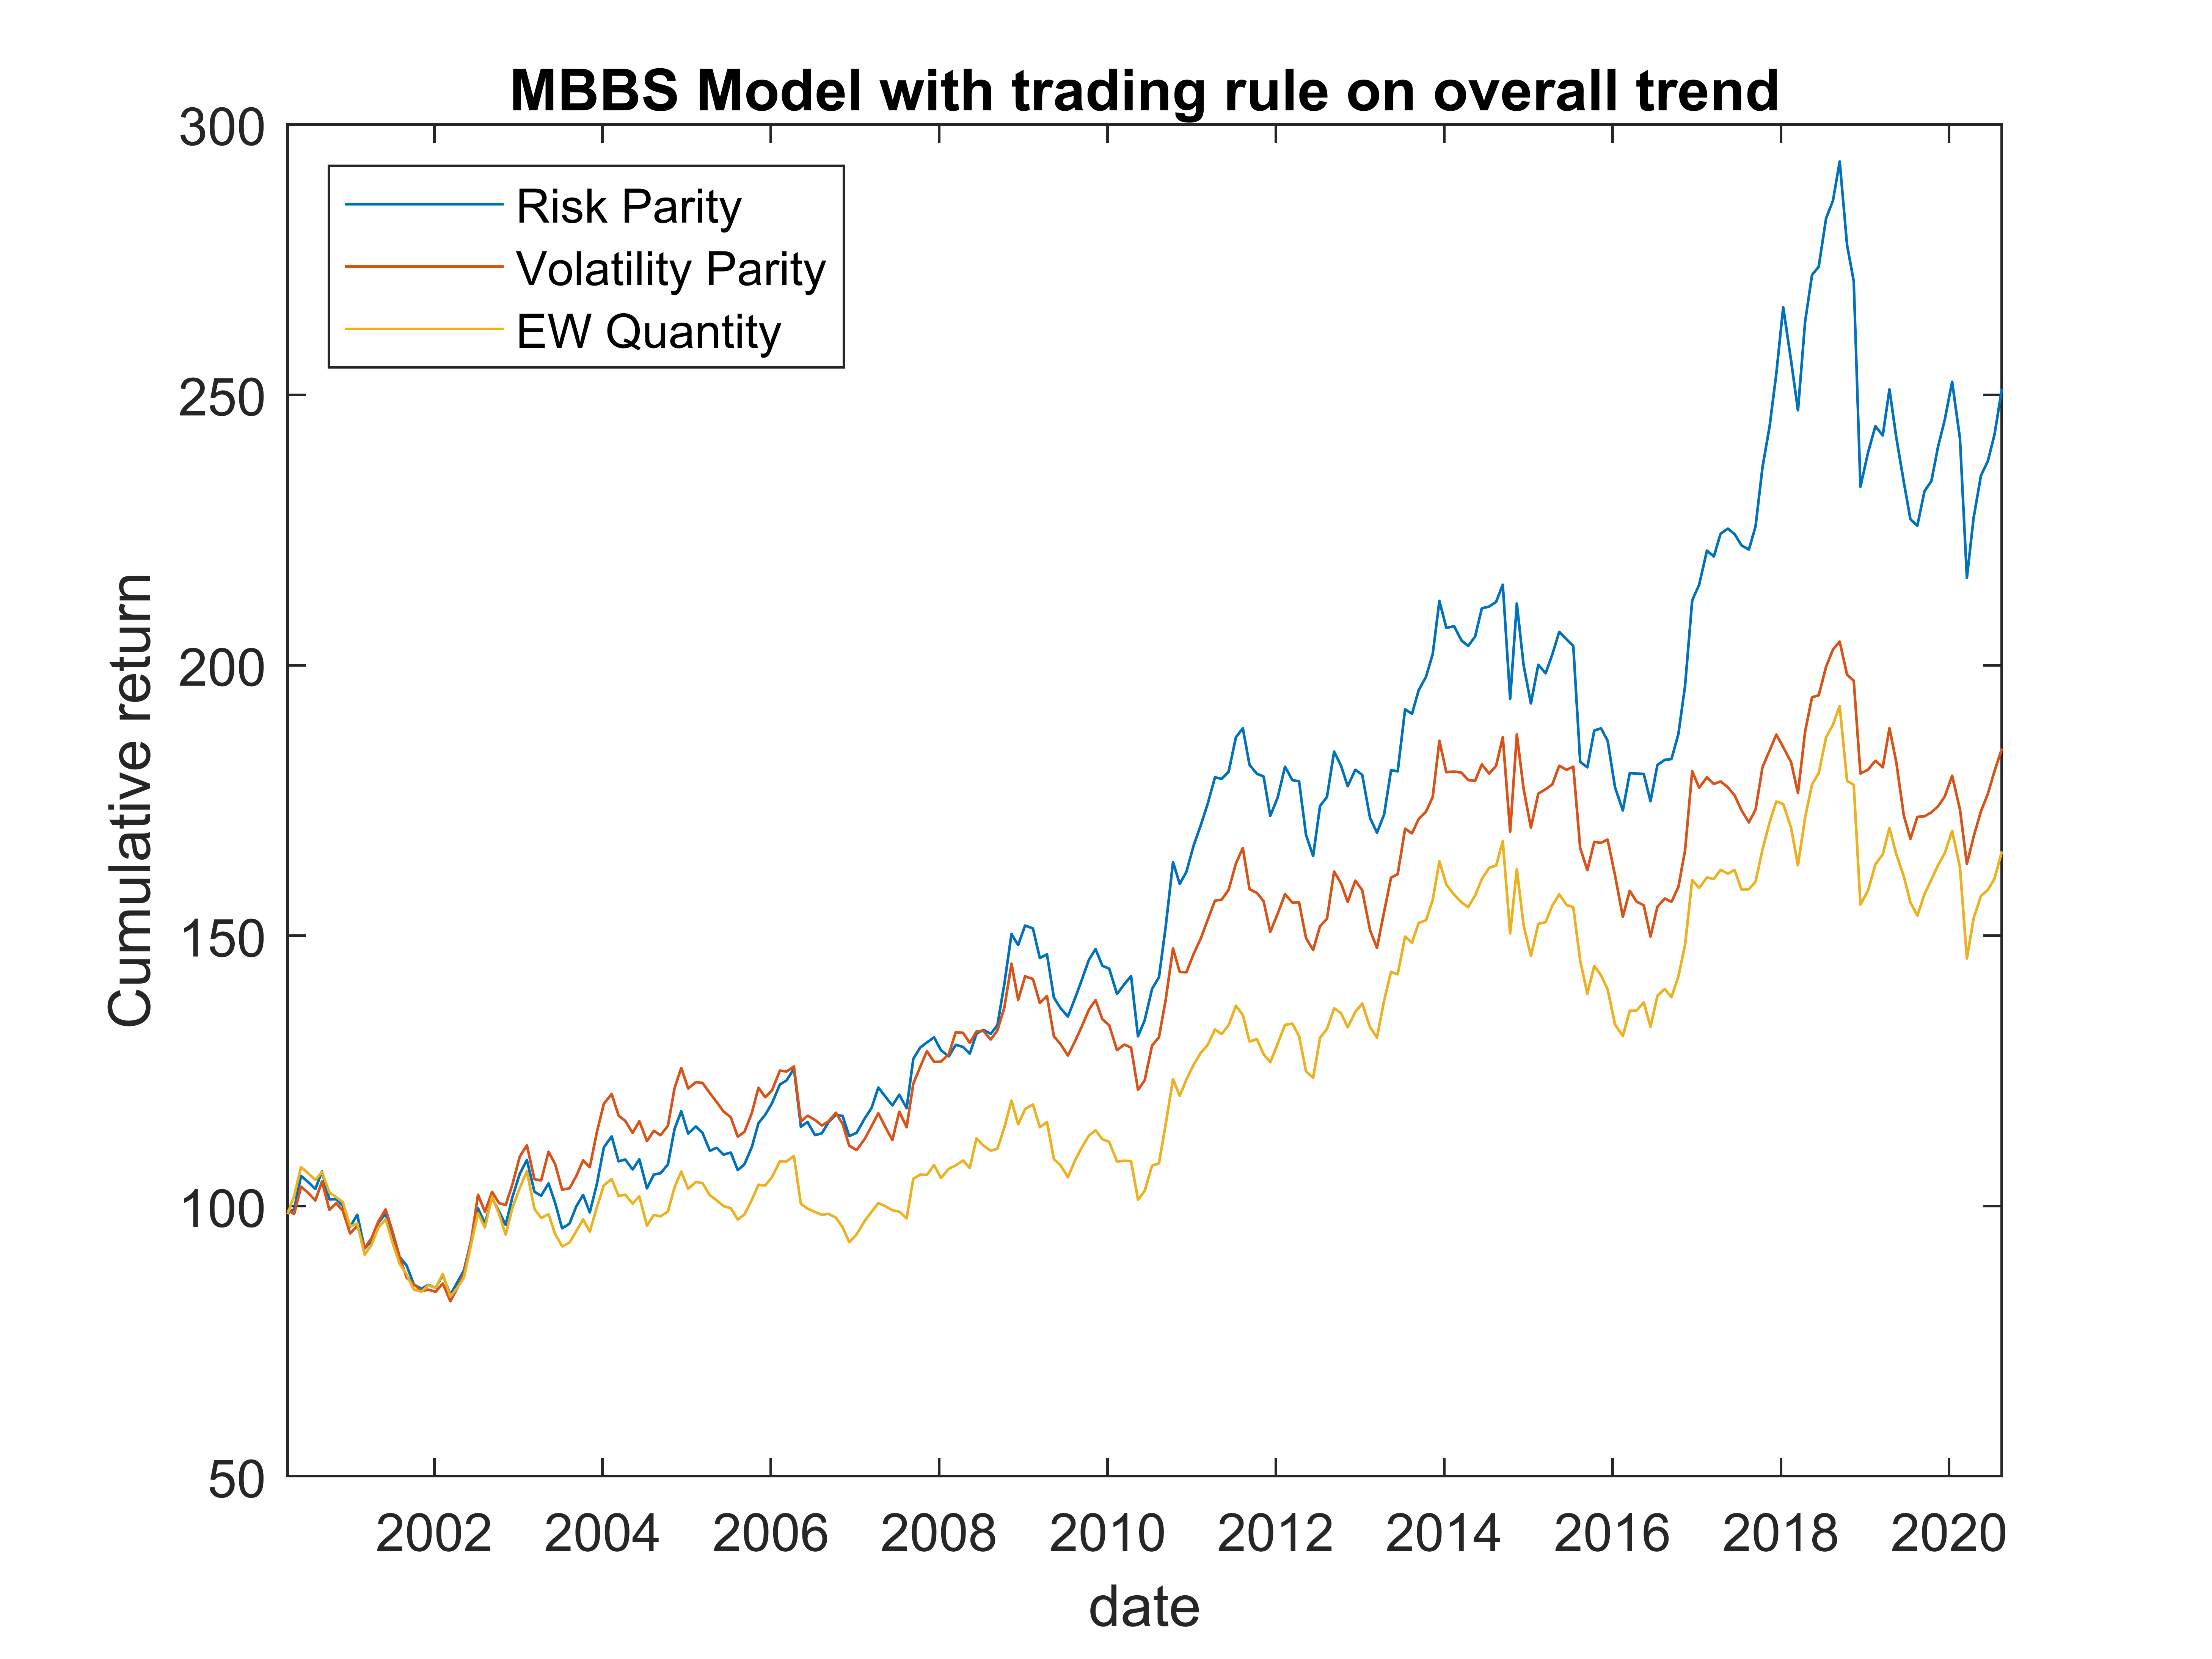 MBBS Model with trading rule on overall trend
300
250
200
150
100
50
Cumulative return
Risk Parity
Volatility Parity
EW Quantity
2002 2004 2006 2008 2010 2012 2014 2016 2018 2020
date